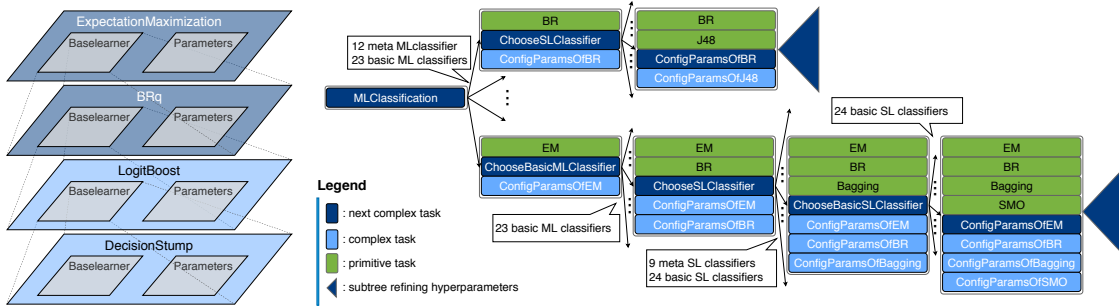 ExpectationMaximization
Baselearner
Parameters
BRq
Baselearner
Parameters
LogitBoost
Baselearner
Parameters
DecisionStump
Baselearner
Parameters
Legend
: next complex task
: complex task
: primitive task
: subtree refining hyperparameters
MLClassification
12 meta MLclassifier
23 basic ML classifiers
BR
ChooseSLClassifier
ConfigParamsOfBR
BR
J48
ConfigParamsOfBR
ConfigParamsOfJ48
EM
ChooseBasicMLClassifier
ConfigParamsOfEM
23 basic ML classifiers
EM
BR
ChooseSLClassifier
ConfigParamsOfEM
ConfigParamsOfBR
9 meta SL classifiers
24 basic SL classifiers
EM
BR
Bagging
ChooseBasicSLClassifier
ConfigParamsOfEM
ConfigParamsOfBR
ConfigParamsOfBagging
24 basic SL classifiers
EM
BR
Bagging
SMO
ConfigParamsOfEM
ConfigParamsOfBR
ConfigParamsOfBagging
ConfigParamsOfSMO